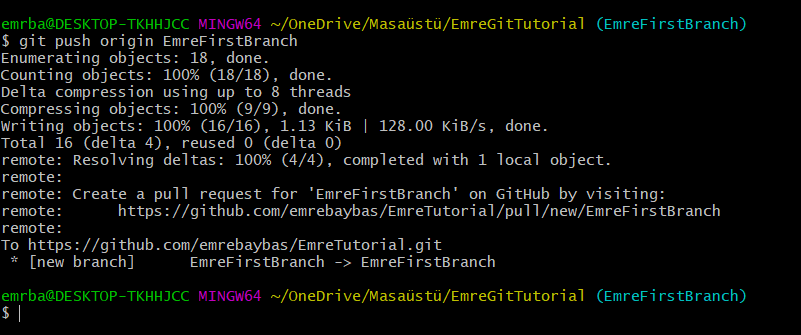 emrba@DESKTOP-TKHHJCC MINGW64 ~/OneDrive/Masaüstü/EmreGitTutorial (EmreFirstBranch)
$ git push origin EmreFirstBranch
Enumerating objects: 18, done.
Counting objects: 100% (18/18), done.
Delta compression using up to 8 threads
Compressing objects: 100% (9/9), done.
Writing objects: 100% (16/16), 1.13 KiB | 128.00 KiB/s, done.
Total 16 (delta 4), reused 0 (delta 0)
remote: Resolving deltas: 100% (4/4), completed with 1 local object.
remote:
remote: Create a pull request for 'EmreFirstBranch' on GitHub by visiting:
remote:      https://github.com/emrebaybas/EmreTutorial/pull/new/EmreFirstBranch
remote:
To https://github.com/emrebaybas/EmreTutorial.git
 * [new branch]      EmreFirstBranch -> EmreFirstBranch
emrba@DESKTOP-TKHHJCC MINGW64 ~/OneDrive/Masaüstü/EmreGitTutorial (EmreFirstBranch)
$